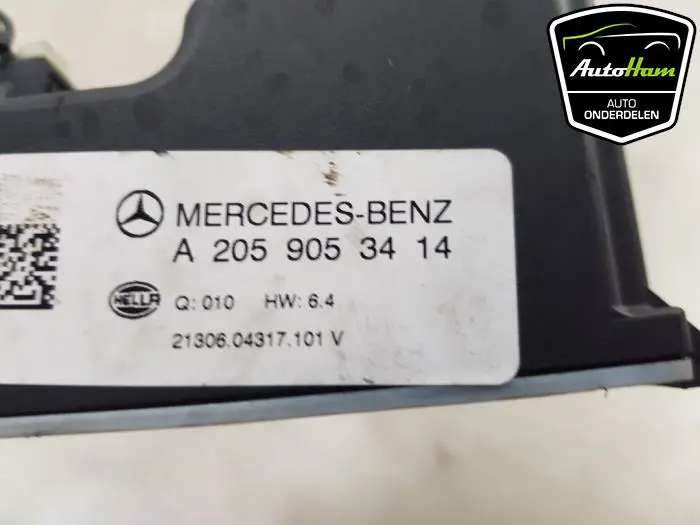 AutoHam
AUTO
ONDERDELEN
MERCEDES-BENZ
A 205 905 34 14
HELLA
Q: 010 HW: 6.4
21306.04317.101 V